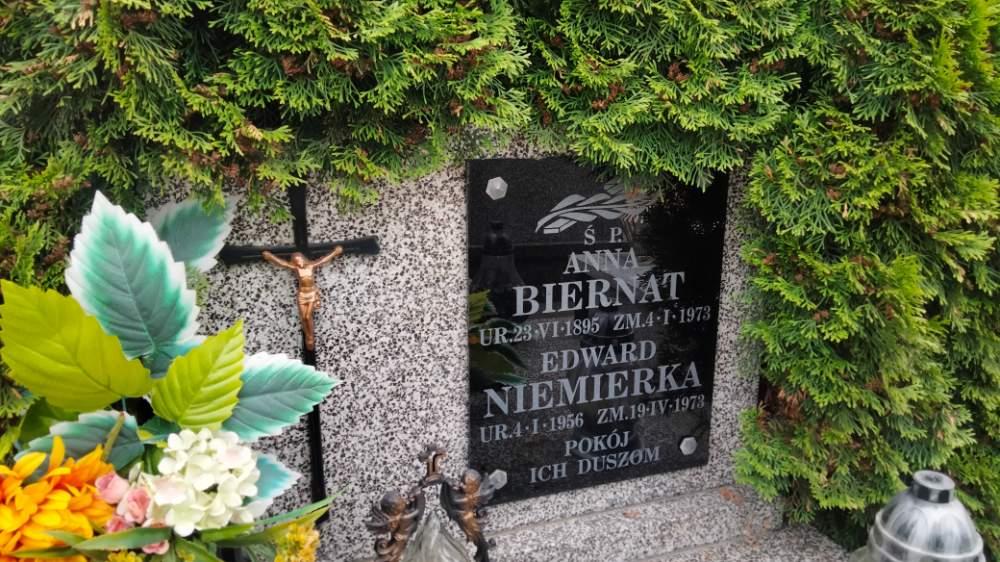 Ś P.
ANNA
BIERNAT
UR.23·VI·1895 ZM.4·I·1973
EDWARD
NIEMIERKA
UR.4·I·1956 ZM.19·IV·1973
POKÓJ
ICH DUSZOM